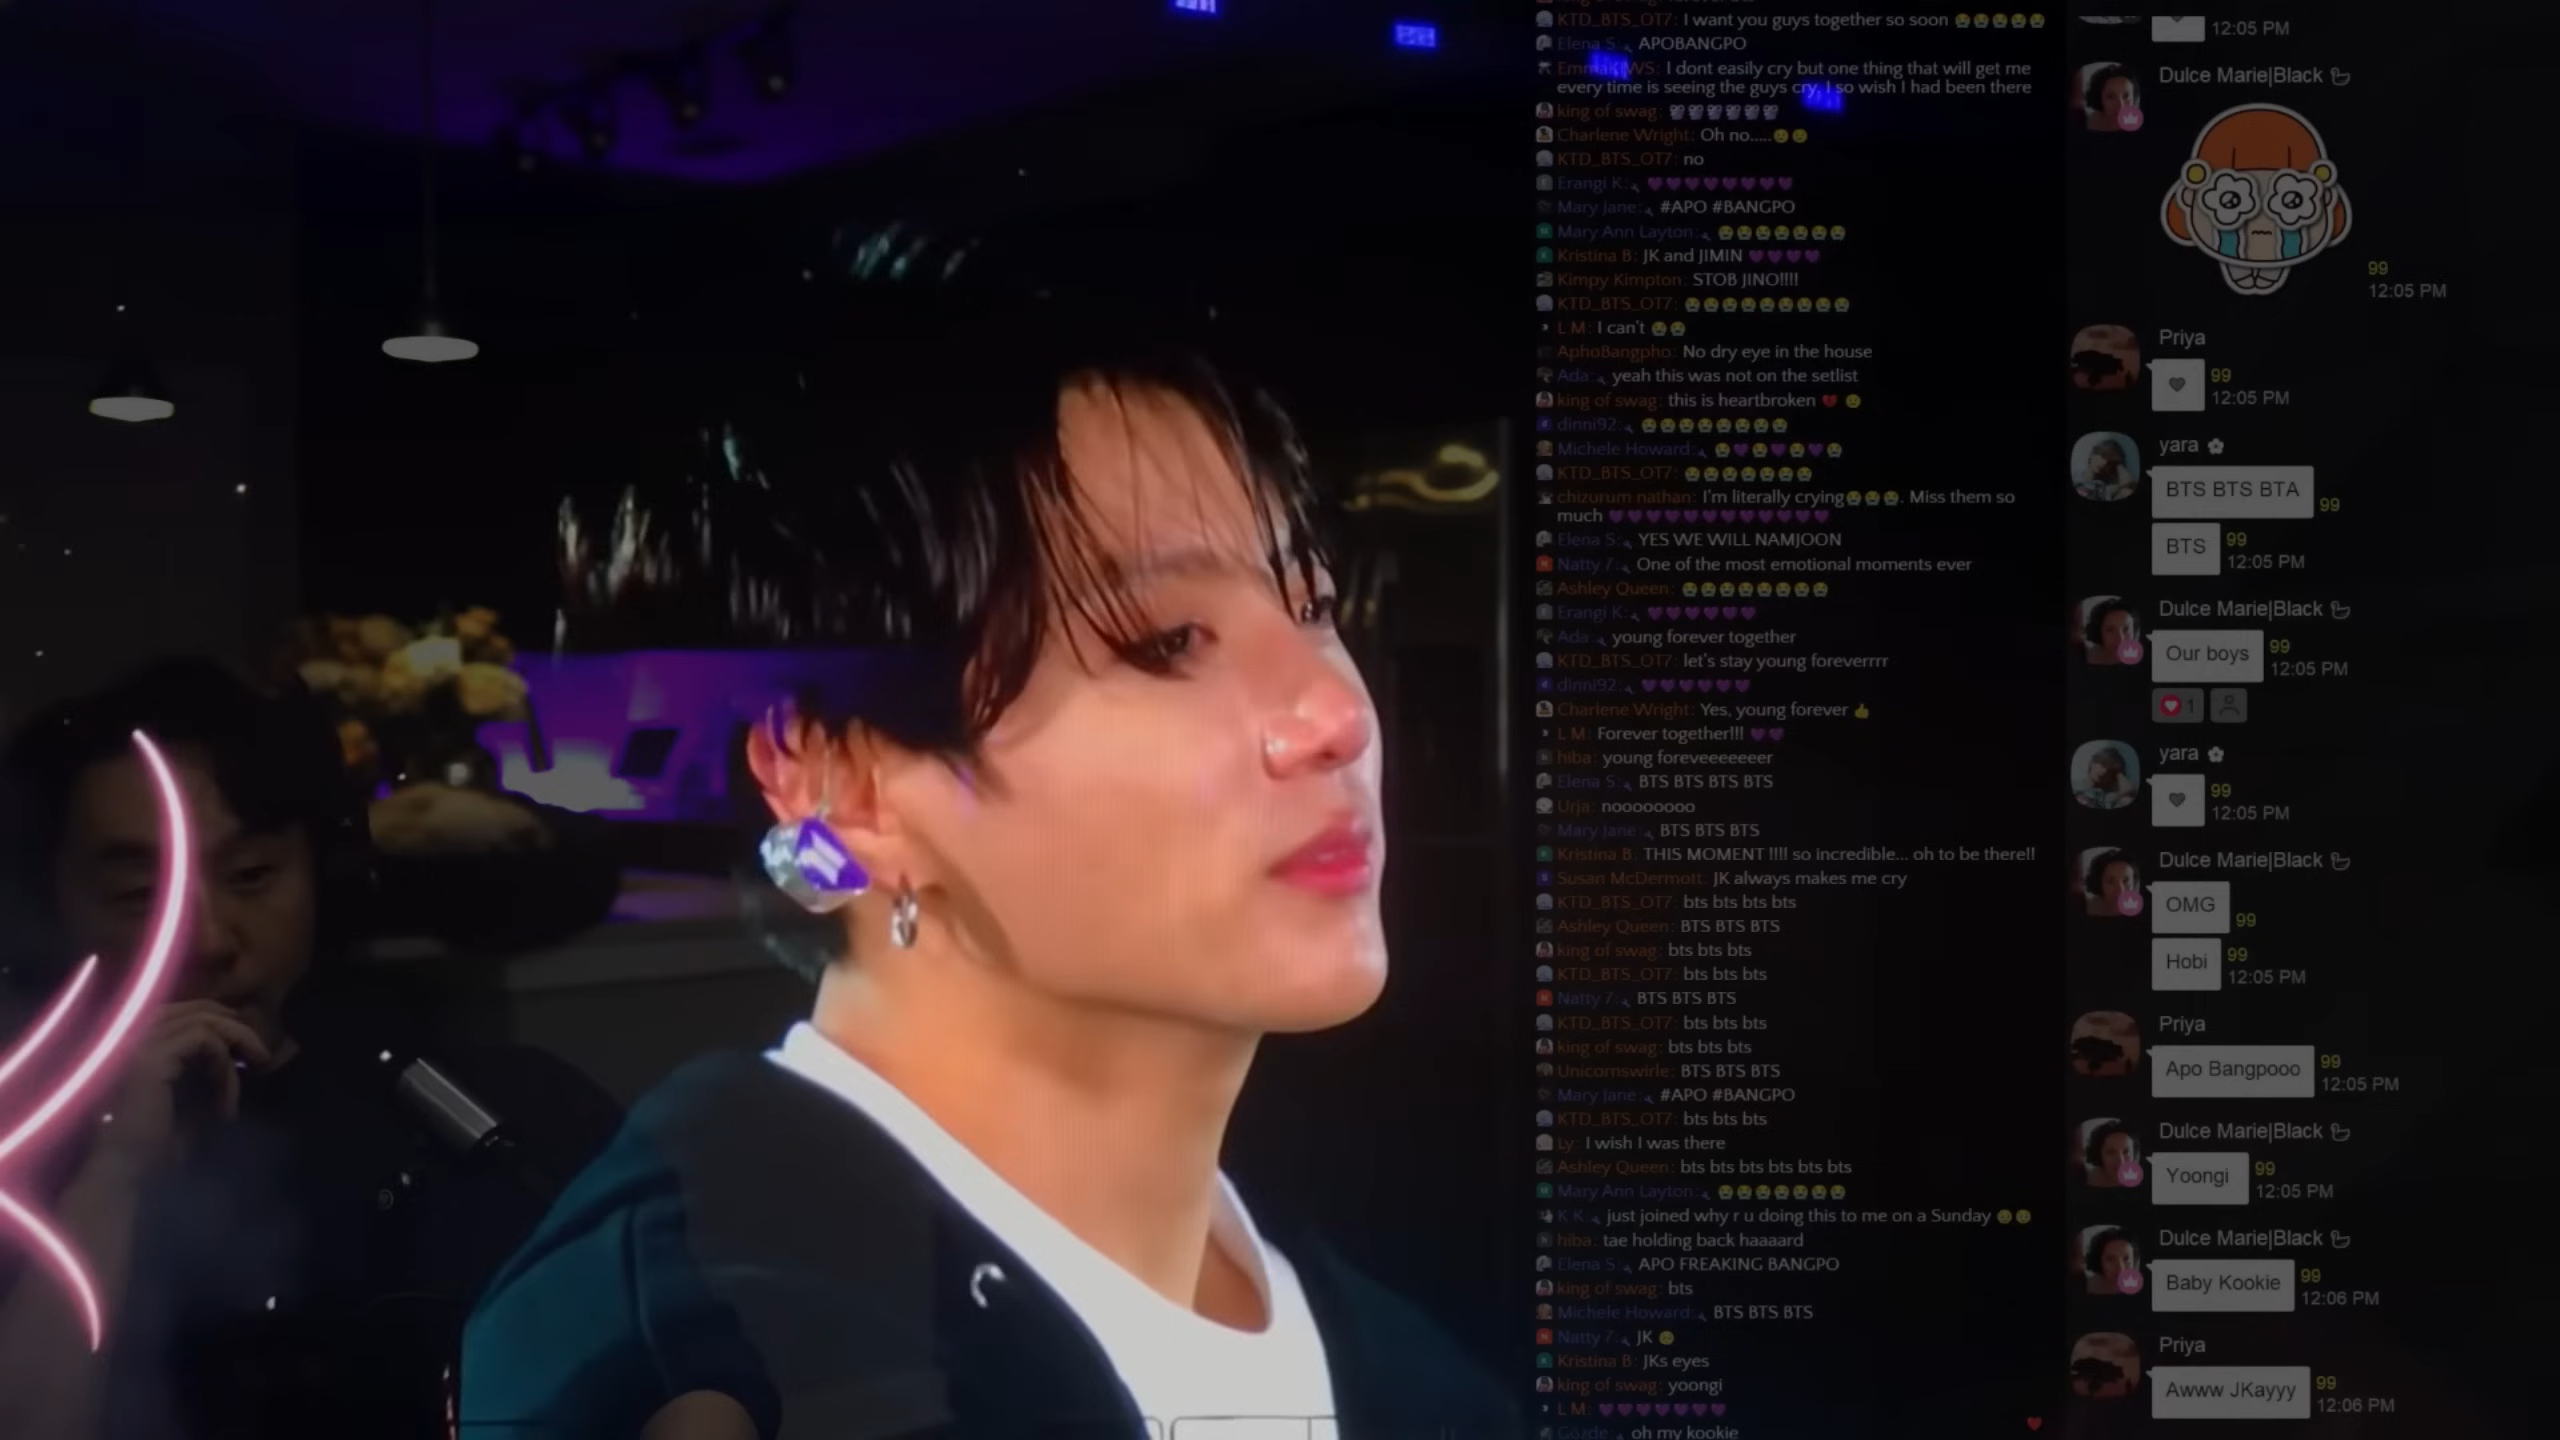 KTD_BTS_OT7: I want you guys together so soon 😭😭😭😭😭
Elena S: APOBANGPO
I dont easily cry but one thing that will get me
every time is seeing the guys cry, I so wish I had been there
king of swag:
Charlene Wright: Oh no.....
KTD_BTS_OT7: no
Erangi K: 💜💜💜💜💜💜💜💜
Mary Jane: #APO #BANGPO
Mary Ann Layton: 😭😭😭😭😭😭😭
Kristina B: JK and JIMIN 💜💜💜💜
Kimpy Kimpton: STOB JINO!!!!
KTD_BTS_OT7: 😭😭😭😭😭😭😭😭😭
L M: I can't 😭😭
AphoBangpho: No dry eye in the house
Ada: yeah this was not on the setlist
king of swag: this is heartbroken 💔 😢
dinni92: 😭😭😭😭😭😭😭😭
Michele Howard: 😭💜😭💜😭💜😭
KTD_BTS_OT7: 😭😭😭😭😭😭😭
chizurum nathan: I'm literally crying😭😭😭. Miss them so
much 💜💜💜💜💜💜💜💜💜💜💜💜
Elena S: YES WE WILL NAMJOON
Natty 7: One of the most emotional moments ever
Ashley Queen: 😭😭😭😭😭😭😭😭
Erangi K: 💜💜💜💜💜💜
Ada: young forever together
KTD_BTS_OT7: let's stay young foreverrrr
dinni92: 💜💜💜💜💜💜
Charlene Wright: Yes, young forever 👍
L M: Forever together!!! 💜💜
hiba: young foreveeeeeeer
Elena S: BTS BTS BTS BTS
Urja: noooooooo
Mary Jane: BTS BTS BTS
Kristina B: THIS MOMENT !!!! so incredible... oh to be there!!
Susan McDermott: JK always makes me cry
KTD_BTS_OT7: bts bts bts bts
Ashley Queen: BTS BTS BTS
king of swag: bts bts bts
KTD_BTS_OT7: bts bts bts
Natty 7: BTS BTS BTS
KTD_BTS_OT7: bts bts bts
king of swag: bts bts bts
Unicornswirle: BTS BTS BTS
Mary Jane: #APO #BANGPO
KTD_BTS_OT7: bts bts bts
Ly: I wish I was there
Ashley Queen: bts bts bts bts bts bts
Mary Ann Layton: 😭😭😭😭😭😭😭
K K: just joined why r u doing this to me on a Sunday
hiba: tae holding back haaaard
Elena S: APO FREAKING BANGPO
king of swag: bts
Michele Howard: BTS BTS BTS
Natty 7: JK
Kristina B: JKs eyes
king of swag: yoongi
L M: 💜💜💜💜💜💜💜
Gözde: oh my kookie
12:05 PM
Dulce Marie|Black
99
12:05 PM
Priya
99
12:05 PM
yara
BTS BTS BTA 99
BTS 99
12:05 PM
Dulce Marie|Black
Our boys 99
12:05 PM
1
yara
99
12:05 PM
Dulce Marie|Black
OMG 99
Hobi 99
12:05 PM
Priya
Apo Bangpooo 99
12:05 PM
Dulce Marie|Black
Yoongi 99
12:05 PM
Dulce Marie|Black
Baby Kookie 99
12:06 PM
Priya
Awww JKayyy 99
12:06 PM